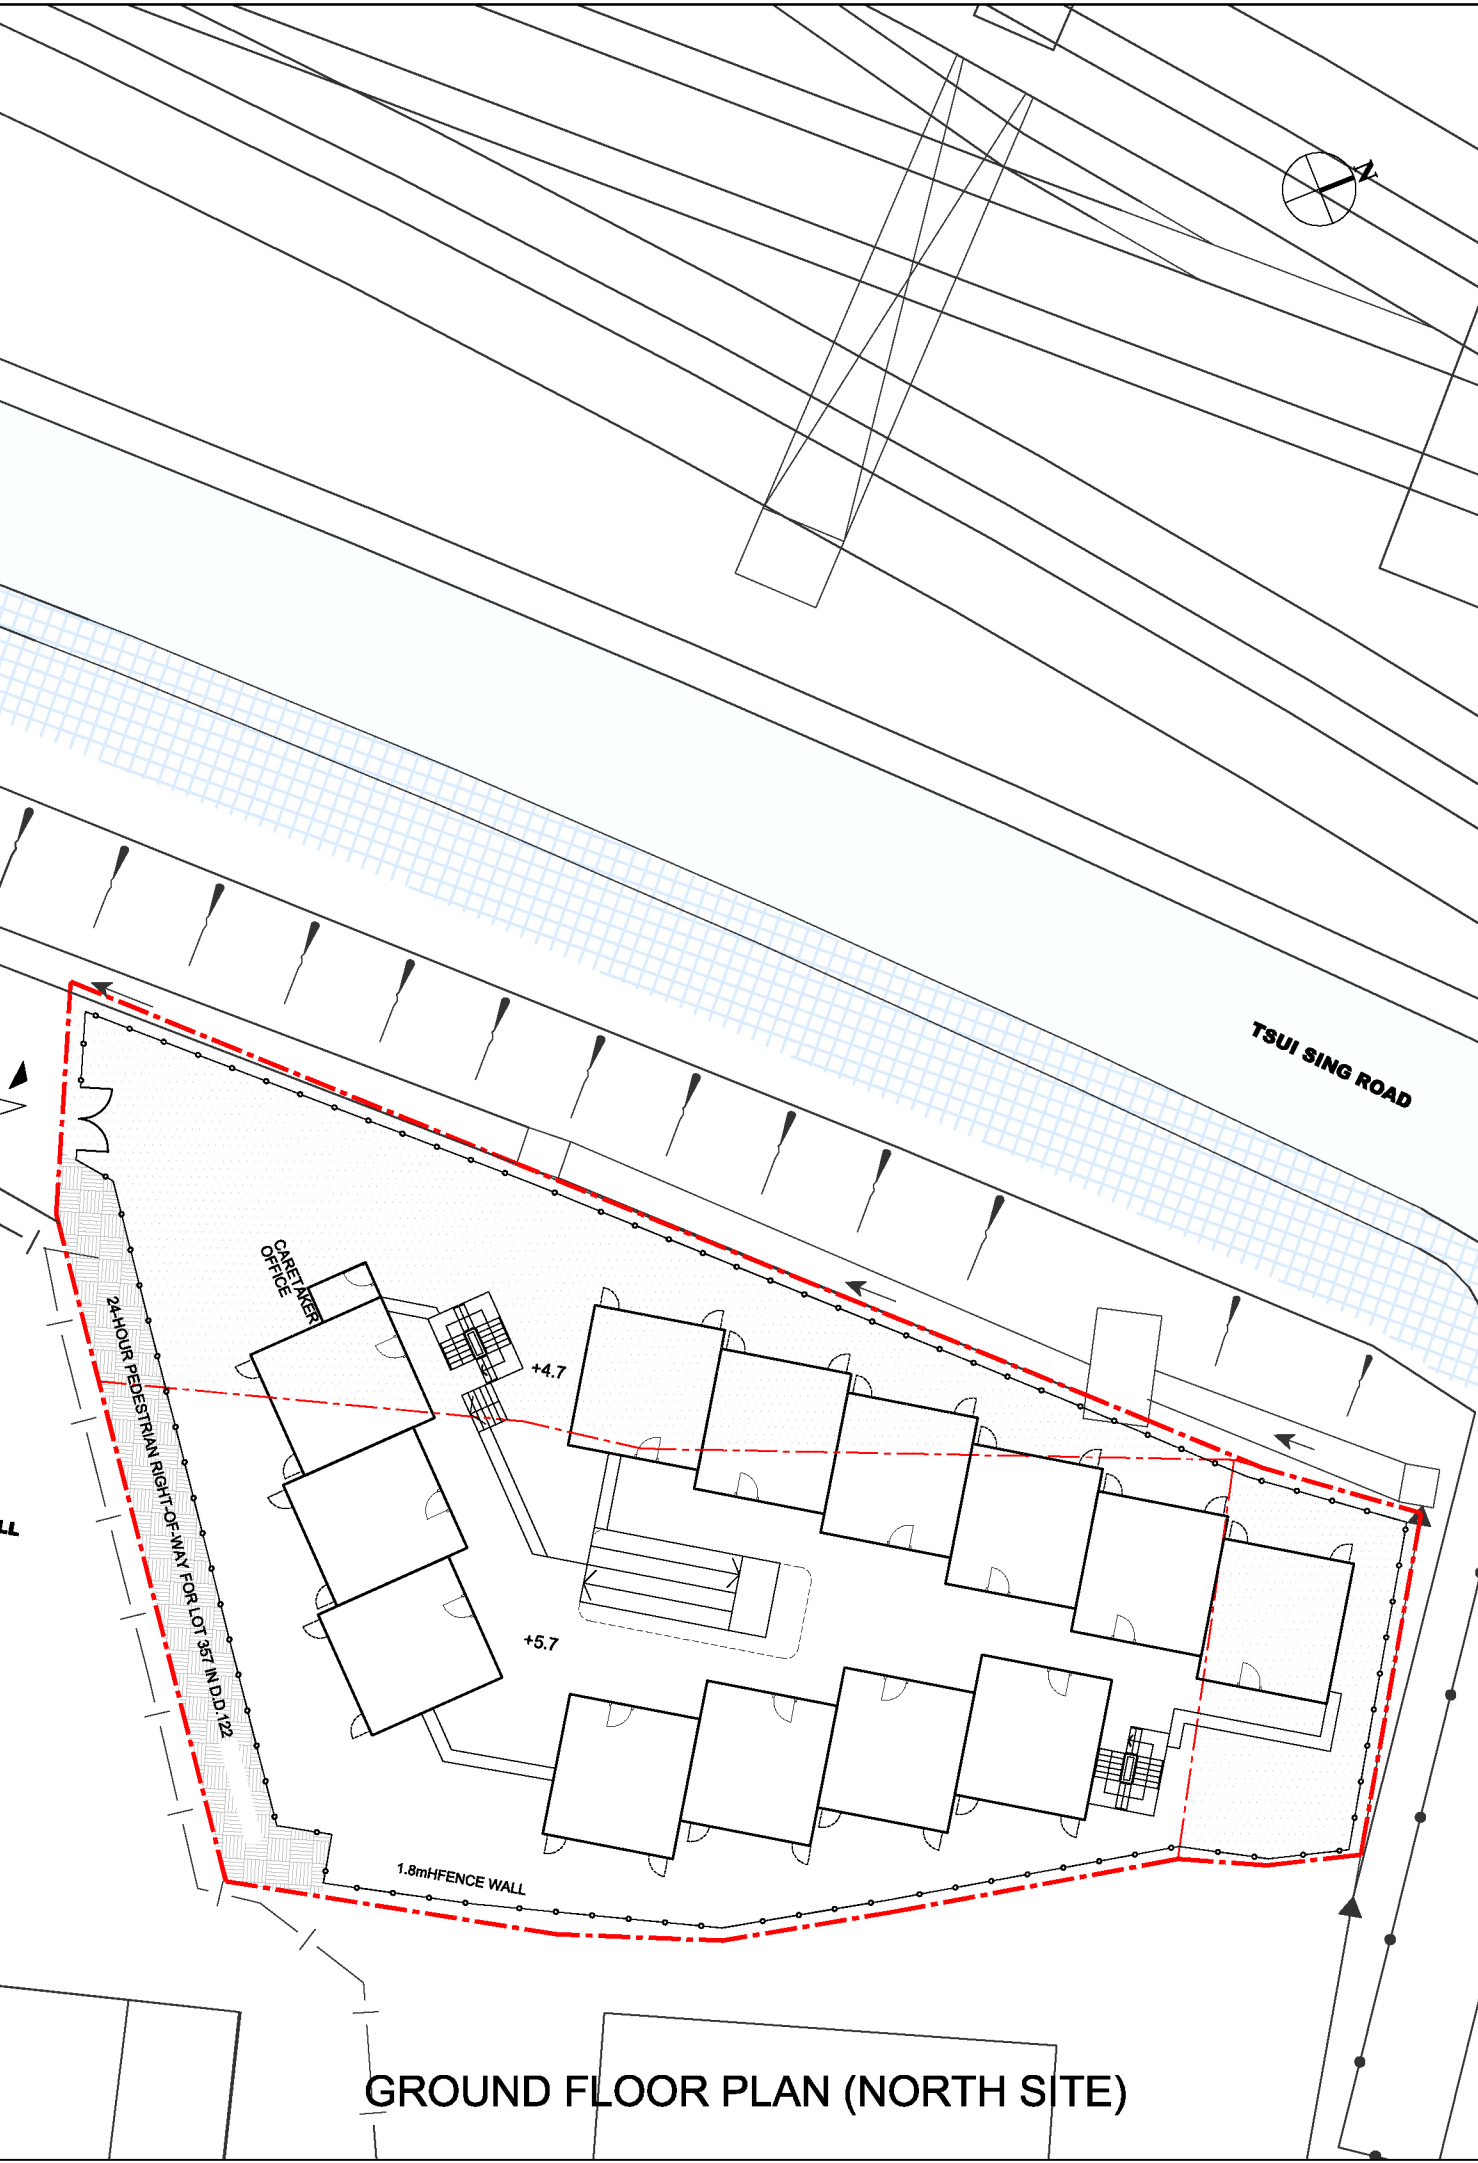 N
TSUI SING ROAD
CARETAKER
OFFICE
+4.7
24-HOUR PEDESTRIAN RIGHT-OF-WAY FOR LOT 357 IN D.D.122
LL
+5.7
1.8mHFENCE WALL
GROUND FLOOR PLAN (NORTH SITE)